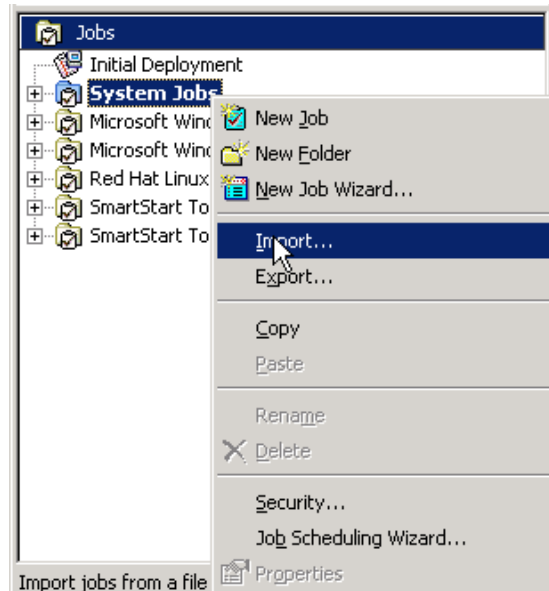 Jobs
Initial Deployment
System Jobs
Microsoft Wind
Microsoft Wind
Red Hat Linux
SmartStart To
SmartStart To
New Job
New Folder
New Job Wizard...
Import...
Export...
Copy
Paste
Rename
Delete
Security...
Job Scheduling Wizard...
Properties
Import jobs from a file